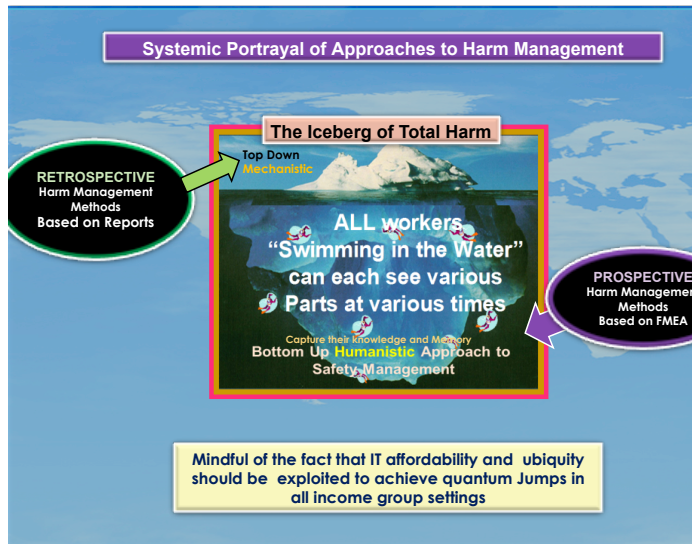 Systemic Portrayal of Approaches to Harm Management
The Iceberg of Total Harm
Top Down
Mechanistic
RETROSPECTIVE
Harm Management
Methods
Based on Reports
ALL workers
“Swimming in the Water”
can each see various
Parts at various times
PROSPECTIVE
Harm Management
Methods
Based on FMEA
Capture their knowledge and Memory
Bottom Up Humanistic Approach to
Safety Management
Mindful of the fact that IT affordability and ubiquity
should be exploited to achieve quantum Jumps in
all income group settings